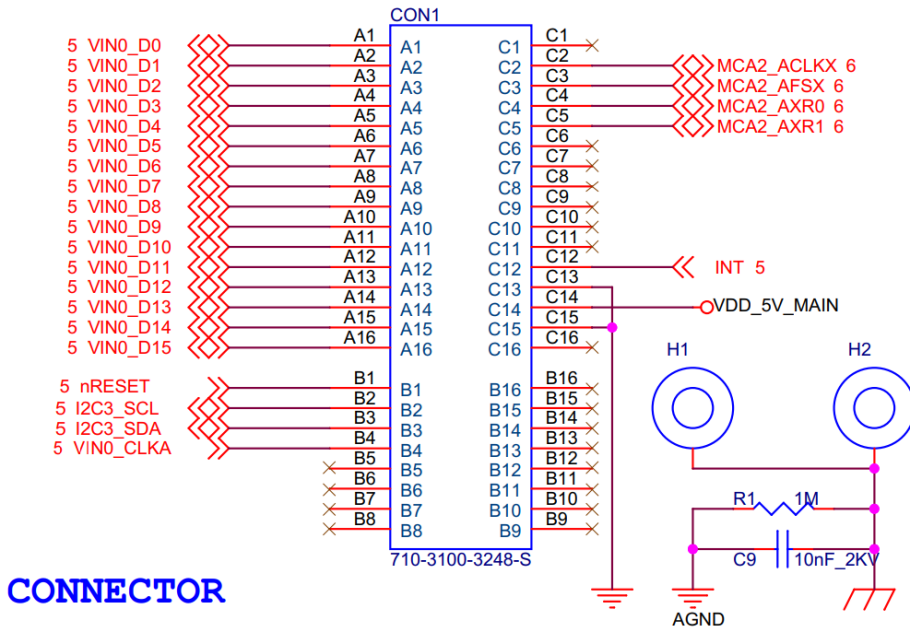 CON1
5 VIN0_D0 A1 A1 C1 C1
5 VIN0_D1 A2 A2 C2 C2 MCA2_ACLKX 6
5 VIN0_D2 A3 A3 C3 C3 MCA2_AFSX 6
5 VIN0_D3 A4 A4 C4 C4 MCA2_AXR0 6
5 VIN0_D4 A5 A5 C5 C5 MCA2_AXR1 6
5 VIN0_D5 A6 A6 C6 C6
5 VIN0_D6 A7 A7 C7 C7
5 VIN0_D7 A8 A8 C8 C8
5 VIN0_D8 A9 A9 C9 C9
5 VIN0_D9 A10 A10 C10 C10
5 VIN0_D10 A11 A11 C11 C11
5 VIN0_D11 A12 A12 C12 C12 INT 5
5 VIN0_D12 A13 A13 C13 C13
5 VIN0_D13 A14 A14 C14 C14 VDD_5V_MAIN
5 VIN0_D14 A15 A15 C15 C15
5 VIN0_D15 A16 A16 C16 C16
H1 H2
5 nRESET B1 B1 B16 B16
5 I2C3_SCL B2 B2 B15 B15
5 I2C3_SDA B3 B3 B14 B14
5 VIN0_CLKA B4 B4 B13 B13
B5 B5 B12 B12
B6 B6 B11 B11
B7 B7 B10 B10
B8 B8 B9 B9
R1 1M
710-3100-3248-S
C9 10nF_2KV
CONNECTOR
AGND